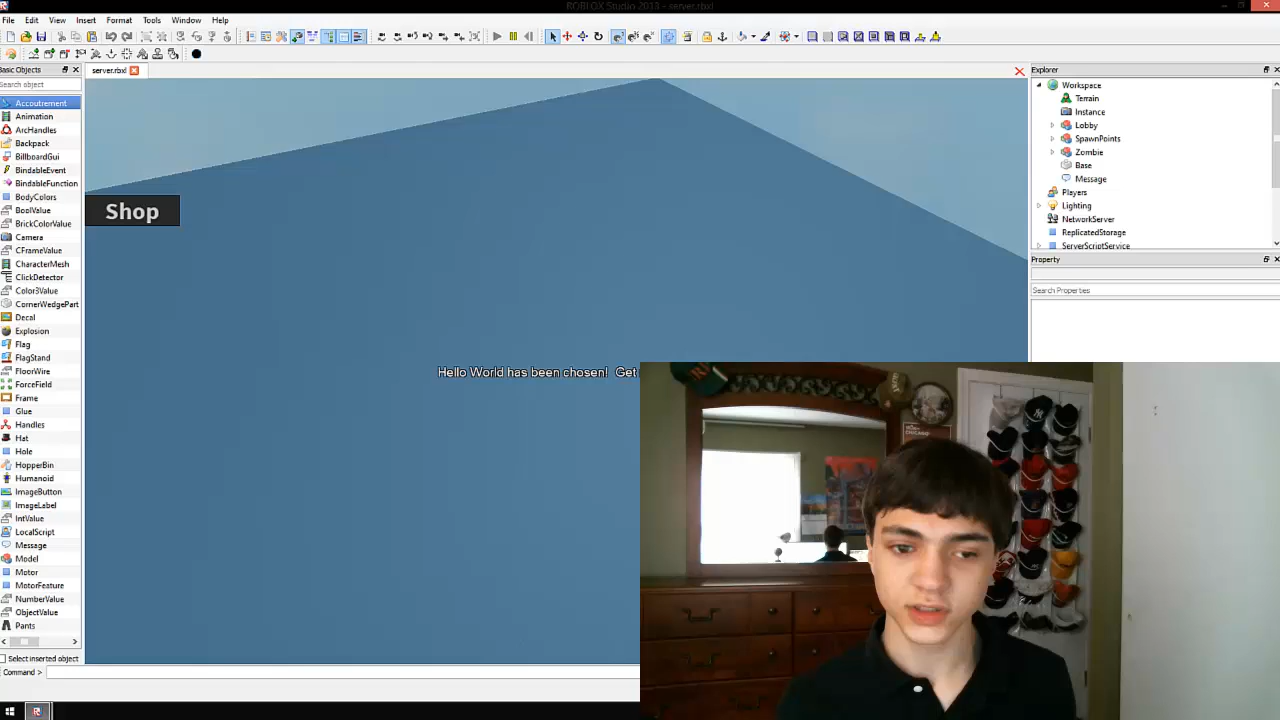 ROBLOX Studio 2013 - server.rbxl
File Edit View Insert Format Tools Window Help
Basic Objects
server.rbxl
Explorer
Search object
Accoutrement
Animation
ArcHandles
Backpack
BillboardGui
BindableEvent
BindableFunction
BodyColors
BoolValue
BrickColorValue
Camera
CFrameValue
CharacterMesh
ClickDetector
Color3Value
CornerWedgePart
Decal
Explosion
Flag
FlagStand
FloorWire
ForceField
Frame
Glue
Handles
Hat
Hole
HopperBin
Humanoid
ImageButton
ImageLabel
IntValue
LocalScript
Message
Model
Motor
MotorFeature
NumberValue
ObjectValue
Pants
Select inserted object
Command >
Shop
Hello World has been chosen! Get
Workspace
Terrain
Instance
Lobby
SpawnPoints
Zombie
Base
Message
Players
Lighting
NetworkServer
ReplicatedStorage
ServerScriptService
Property
Search Properties